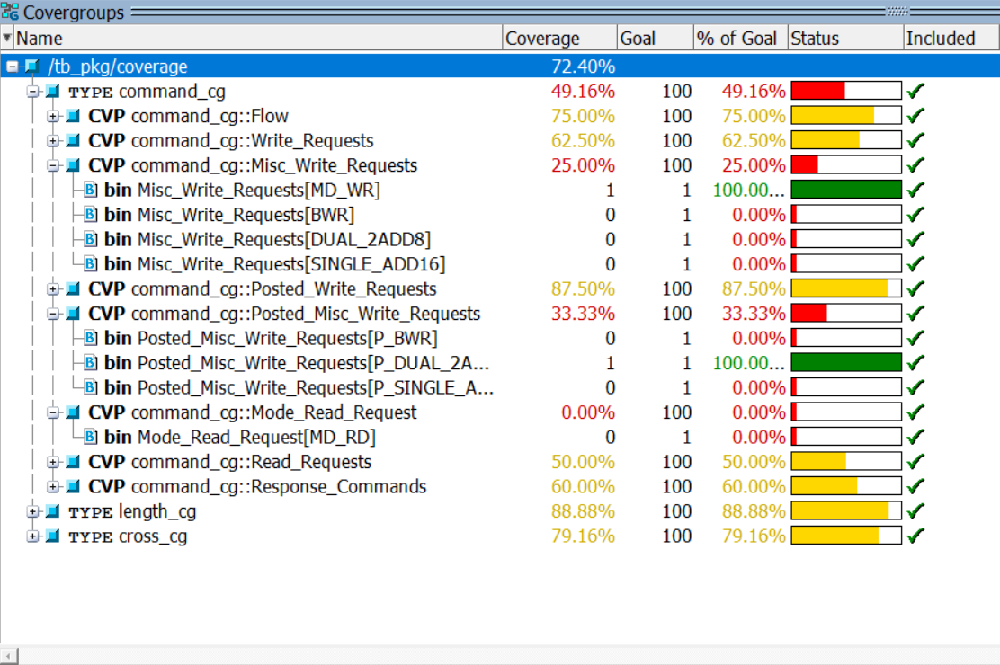 Covergroups
Name Coverage Goal % of Goal Status Included
/tb_pkg/coverage 72.40%
TYPE command_cg 49.16% 100 49.16%
CVP command_cg::Flow 75.00% 100 75.00%
CVP command_cg::Write_Requests 62.50% 100 62.50%
CVP command_cg::Misc_Write_Requests 25.00% 100 25.00%
B bin Misc_Write_Requests[MD_WR] 1 1 100.00...
B bin Misc_Write_Requests[BWR] 0 1 0.00%
B bin Misc_Write_Requests[DUAL_2ADD8] 0 1 0.00%
B bin Misc_Write_Requests[SINGLE_ADD16] 0 1 0.00%
CVP command_cg::Posted_Write_Requests 87.50% 100 87.50%
CVP command_cg::Posted_Misc_Write_Requests 33.33% 100 33.33%
B bin Posted_Misc_Write_Requests[P_BWR] 0 1 0.00%
B bin Posted_Misc_Write_Requests[P_DUAL_2A... 1 1 100.00...
B bin Posted_Misc_Write_Requests[P_SINGLE_A... 0 1 0.00%
CVP command_cg::Mode_Read_Request 0.00% 100 0.00%
B bin Mode_Read_Request[MD_RD] 0 1 0.00%
CVP command_cg::Read_Requests 50.00% 100 50.00%
CVP command_cg::Response_Commands 60.00% 100 60.00%
TYPE length_cg 88.88% 100 88.88%
TYPE cross_cg 79.16% 100 79.16%